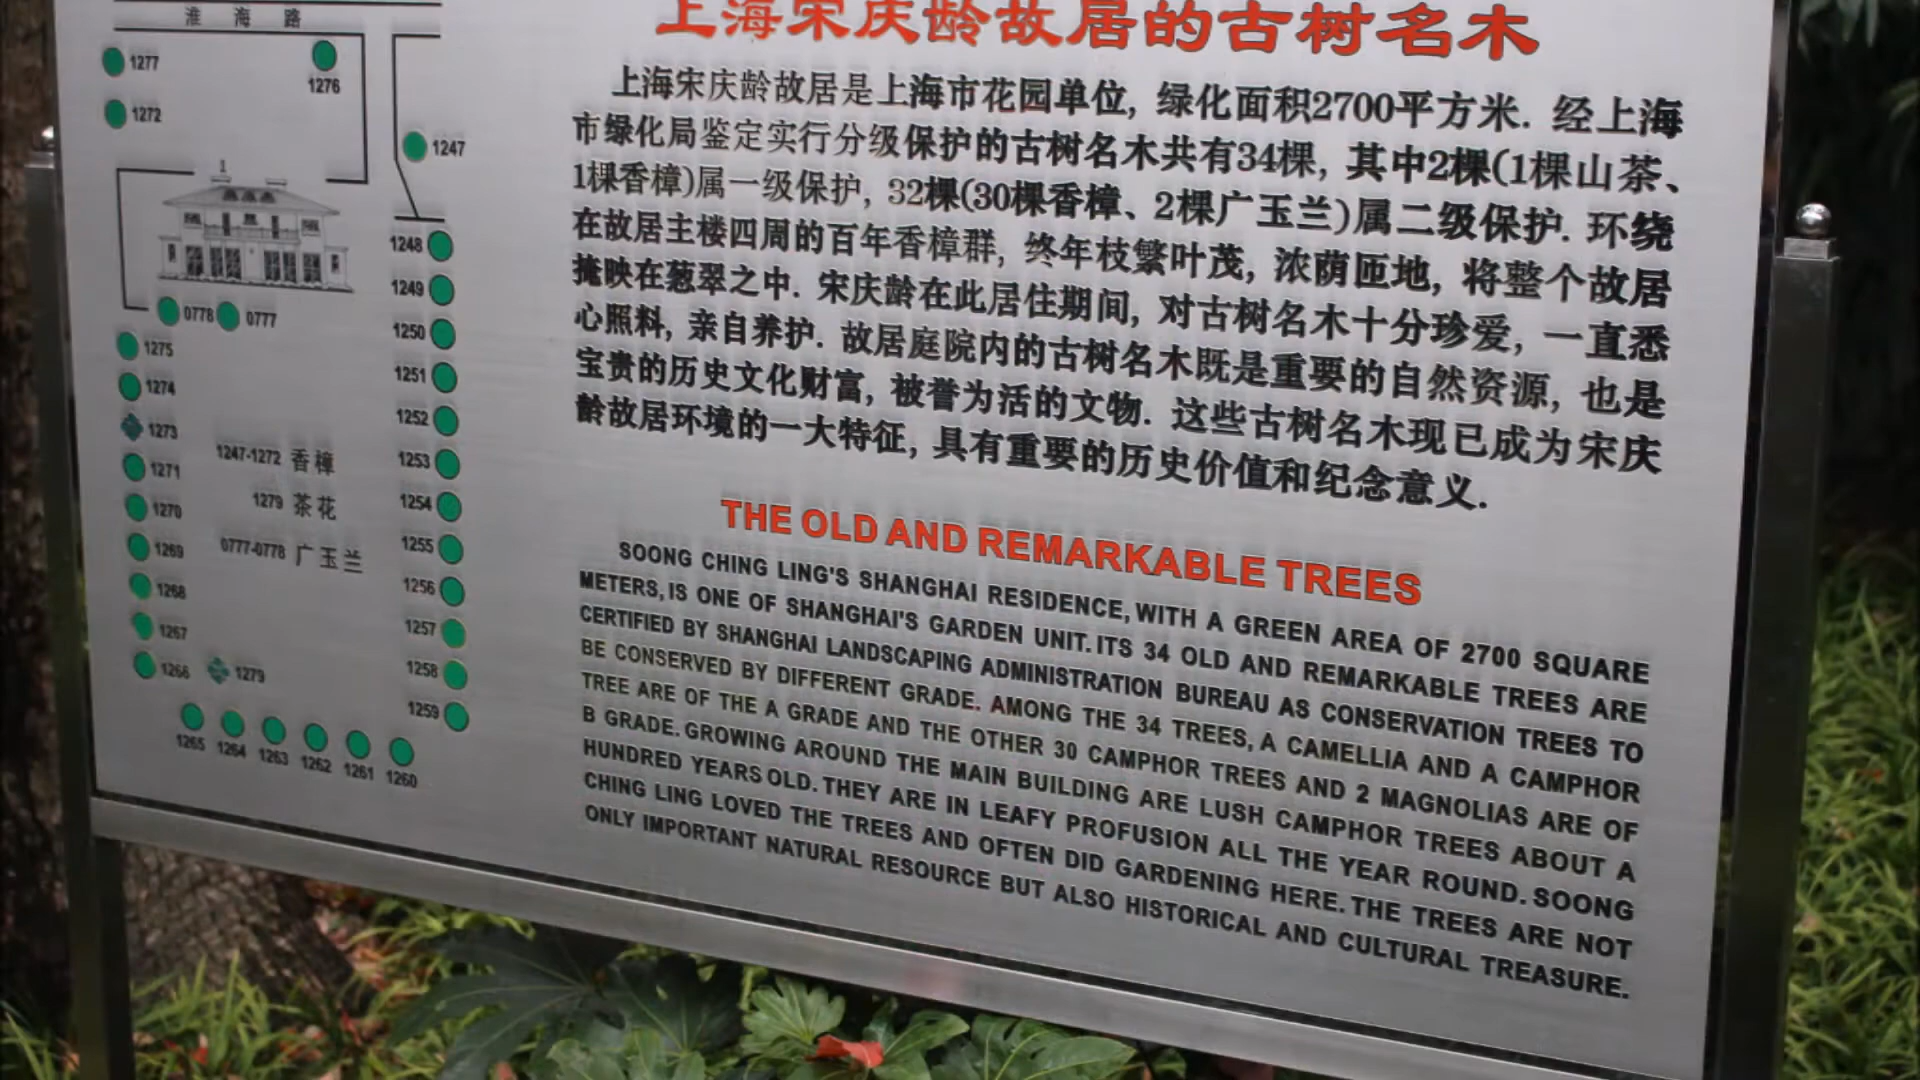 淮海路
1277
1276
1272
1247
1
1248
1249
0778 0777
1250
1275
1251
1274
1252
1273
1247-1272 香樟
1253
1271
1279 茶花
1254
1270
0777-0778 广玉兰
1255
1269
1256
1268
1257
1267
1258
1266
1279
1259
1265 1264 1263 1262 1261 1260
上海宋庆龄故居的古树名木
上海宋庆龄故居是上海市花园单位, 绿化面积2700平方米. 经上海
市绿化局鉴定实行分级保护的古树名木共有34棵, 其中2棵(1棵山茶、
1棵香樟)属一级保护, 32棵(30棵香樟、2棵广玉兰)属二级保护. 环绕
在故居主楼四周的百年香樟群, 终年枝繁叶茂, 浓荫匝地, 将整个故居
掩映在葱翠之中. 宋庆龄在此居住期间, 对古树名木十分珍爱, 一直悉
心照料, 亲自养护. 故居庭院内的古树名木既是重要的自然资源, 也是
宝贵的历史文化财富, 被誉为活的文物. 这些古树名木现已成为宋庆
龄故居环境的一大特征, 具有重要的历史价值和纪念意义.
THE OLD AND REMARKABLE TREES
SOONG CHING LING'S SHANGHAI RESIDENCE, WITH A GREEN AREA OF 2700 SQUARE
METERS, IS ONE OF SHANGHAI'S GARDEN UNIT. ITS 34 OLD AND REMARKABLE TREES ARE
CERTIFIED BY SHANGHAI LANDSCAPING ADMINISTRATION BUREAU AS CONSERVATION TREES TO
BE CONSERVED BY DIFFERENT GRADE. AMONG THE 34 TREES, A CAMELLIA AND A CAMPHOR
TREE ARE OF THE A GRADE AND THE OTHER 30 CAMPHOR TREES AND 2 MAGNOLIAS ARE OF
B GRADE. GROWING AROUND THE MAIN BUILDING ARE LUSH CAMPHOR TREES ABOUT A
HUNDRED YEARS OLD. THEY ARE IN LEAFY PROFUSION ALL THE YEAR ROUND. SOONG
CHING LING LOVED THE TREES AND OFTEN DID GARDENING HERE. THE TREES ARE NOT
ONLY IMPORTANT NATURAL RESOURCE BUT ALSO HISTORICAL AND CULTURAL TREASURE.